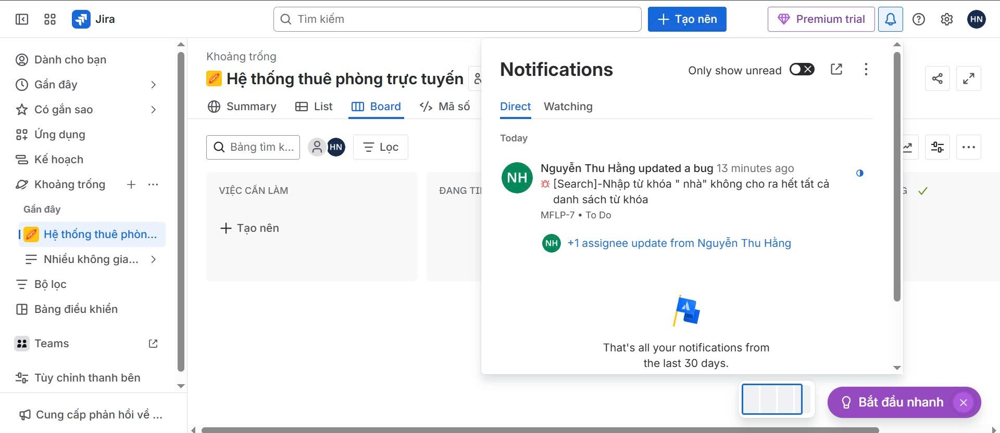 Jira
Tìm kiếm
Tạo nên
Premium trial
HN
Dành cho bạn
Gần đây
Có gắn sao
Ứng dụng
Kế hoạch
Khoảng trống
Gần đây
Hệ thống thuê phòn...
Nhiều không gia...
Bộ lọc
Bảng điều khiển
Teams
Tùy chỉnh thanh bên
Cung cấp phản hồi về ...
Khoảng trống
Hệ thống thuê phòng trực tuyến
Summary
List
Board
Mã số
Bảng tìm k...
HN
Lọc
VIỆC CẦN LÀM
Tạo nên
ĐANG TI
G
Notifications
Only show unread
Direct
Watching
Today
NH
Nguyễn Thu Hằng updated a bug 13 minutes ago
[Search]-Nhập từ khóa " nhà" không cho ra hết tất cả
danh sách từ khóa
MFLP-7 • To Do
NH
+1 assignee update from Nguyễn Thu Hằng
That's all your notifications from
the last 30 days.
Bắt đầu nhanh